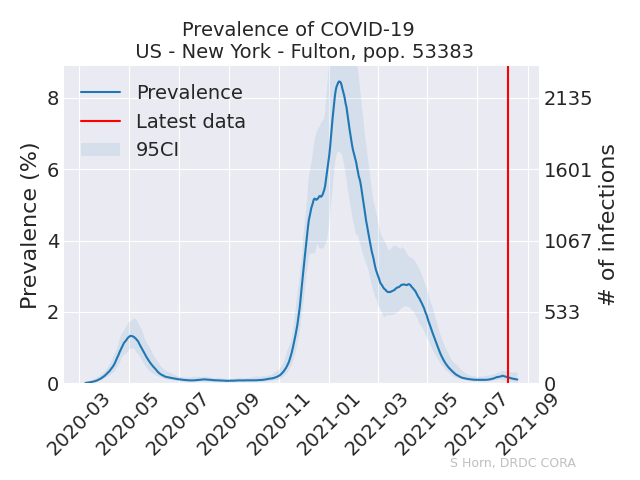 Prevalence of COVID-19
US - New York - Fulton, pop. 53383
Prevalence
Latest data
95CI
Prevalence (%)
8
6
4
2
0
2135
1601
1067
533
0
# of infections
2020-03
2020-05
2020-07
2020-09
2020-11
2021-01
2021-03
2021-05
2021-07
2021-09
S Horn, DRDC CORA